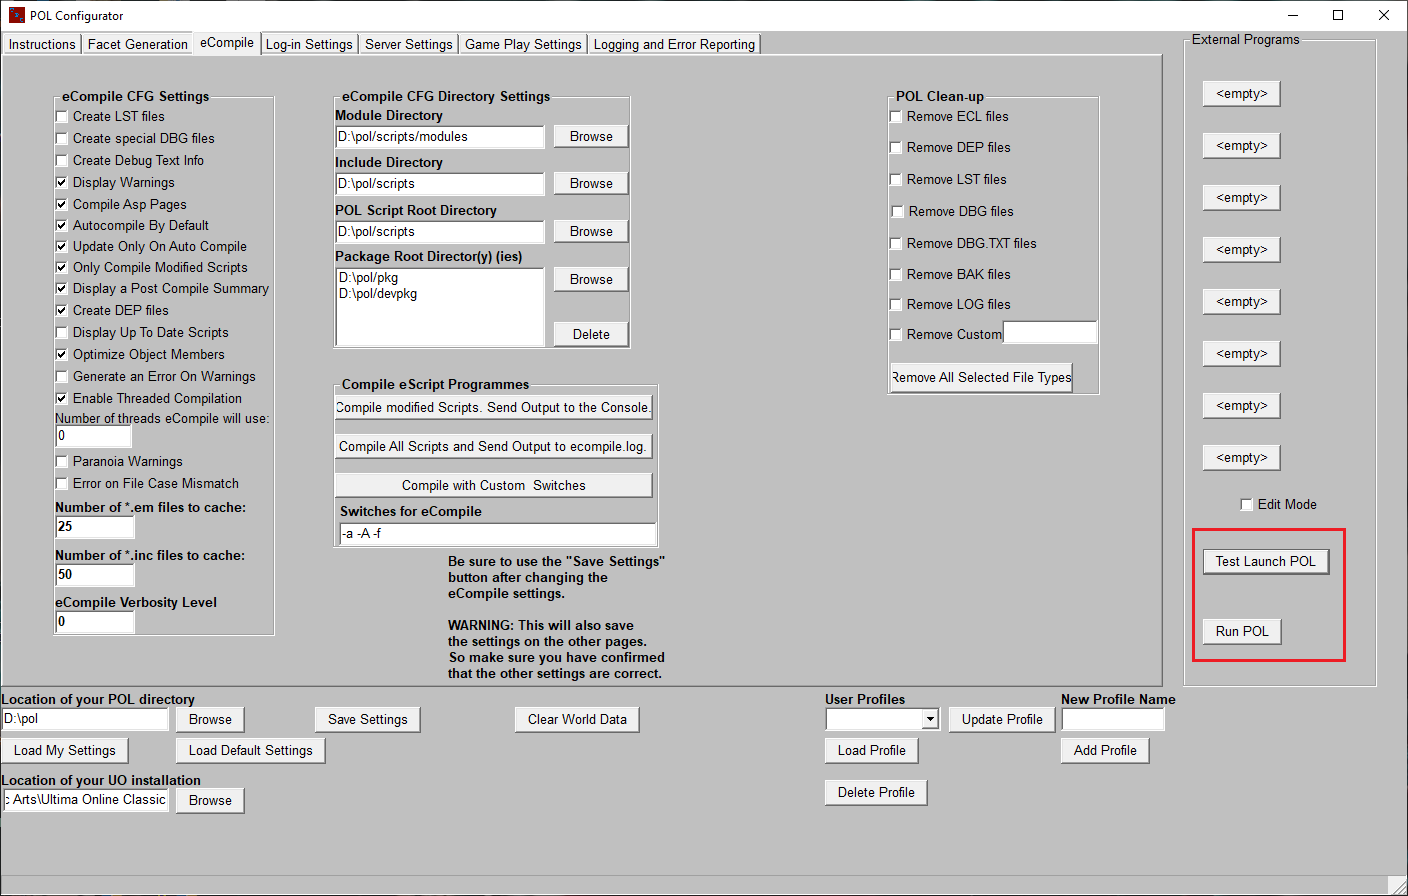 POL Configurator
Instructions
Facet Generation
eCompile
Log-in Settings
Server Settings
Game Play Settings
Logging and Error Reporting
eCompile CFG Settings
Create LST files
Create special DBG files
Create Debug Text Info
Display Warnings
Compile Asp Pages
Autocompile By Default
Update Only On Auto Compile
Only Compile Modified Scripts
Display a Post Compile Summary
Create DEP files
Display Up To Date Scripts
Optimize Object Members
Generate an Error On Warnings
Enable Threaded Compilation
Number of threads eCompile will use:
0
Paranoia Warnings
Error on File Case Mismatch
Number of *.em files to cache:
25
Number of *.inc files to cache:
50
eCompile Verbosity Level
0
eCompile CFG Directory Settings
Module Directory
D:\pol/scripts/modules
Browse
Include Directory
D:\pol/scripts
Browse
POL Script Root Directory
D:\pol/scripts
Browse
Package Root Director(y) (ies)
D:\pol/pkg
D:\pol/devpkg
Browse
Delete
Compile eScript Programmes
Compile modified Scripts. Send Output to the Console.
Compile All Scripts and Send Output to ecompile.log.
Compile with Custom  Switches
Switches for eCompile
-a -A -f
Be sure to use the "Save Settings"
button after changing the
eCompile settings.
WARNING: This will also save
the settings on the other pages.
So make sure you have confirmed
that the other settings are correct.
POL Clean-up
Remove ECL files
Remove DEP files
Remove LST files
Remove DBG files
Remove DBG.TXT files
Remove BAK files
Remove LOG files
Remove Custom
Remove All Selected File Types
External Programs
<empty>
<empty>
<empty>
<empty>
<empty>
<empty>
<empty>
<empty>
Edit Mode
Test Launch POL
Run POL
Location of your POL directory
D:\pol
Browse
Save Settings
Clear World Data
Load My Settings
Load Default Settings
Location of your UO installation
c Arts\Ultima Online Classic
Browse
User Profiles
Update Profile
New Profile Name
Load Profile
Add Profile
Delete Profile